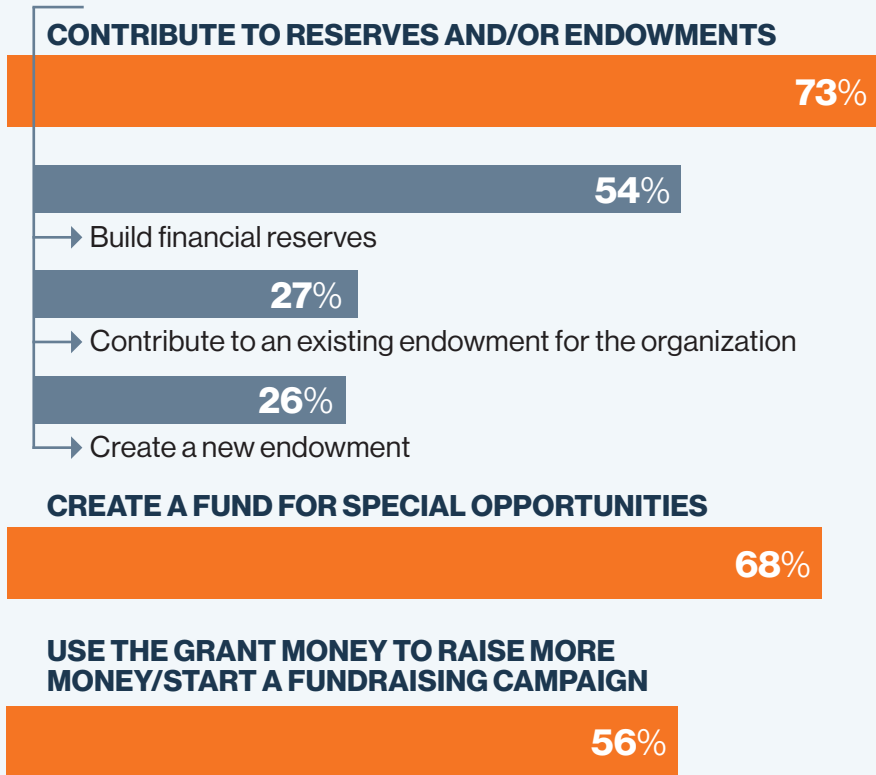 CONTRIBUTE TO RESERVES AND/OR ENDOWMENTS
73%
54%
Build financial reserves
27%
Contribute to an existing endowment for the organization
26%
Create a new endowment
CREATE A FUND FOR SPECIAL OPPORTUNITIES
68%
USE THE GRANT MONEY TO RAISE MORE
MONEY/START A FUNDRAISING CAMPAIGN
56%